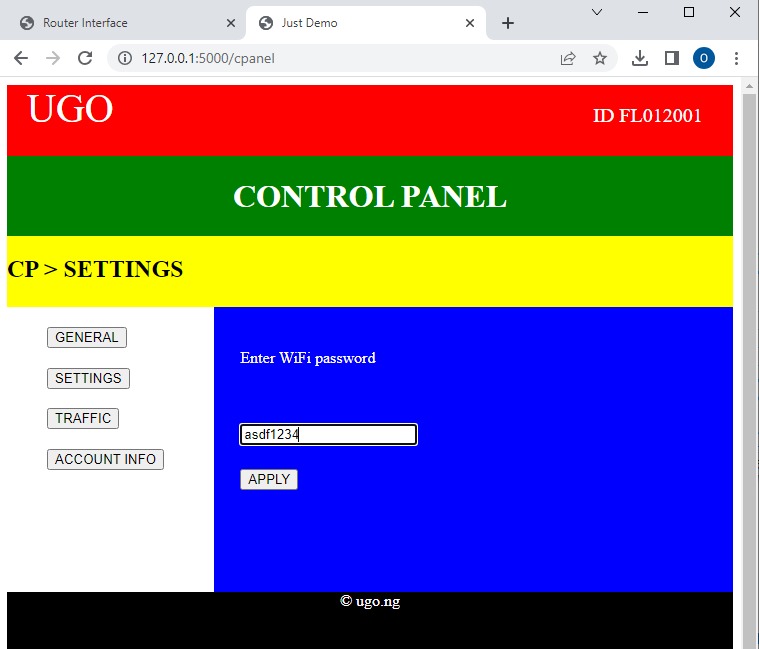 Router Interface
Just Demo
127.0.0.1:5000/cpanel
O
UGO
ID FL012001
CONTROL PANEL
CP > SETTINGS
GENERAL
SETTINGS
TRAFFIC
ACCOUNT INFO
Enter WiFi password
asdf1234
APPLY
© ugo.ng